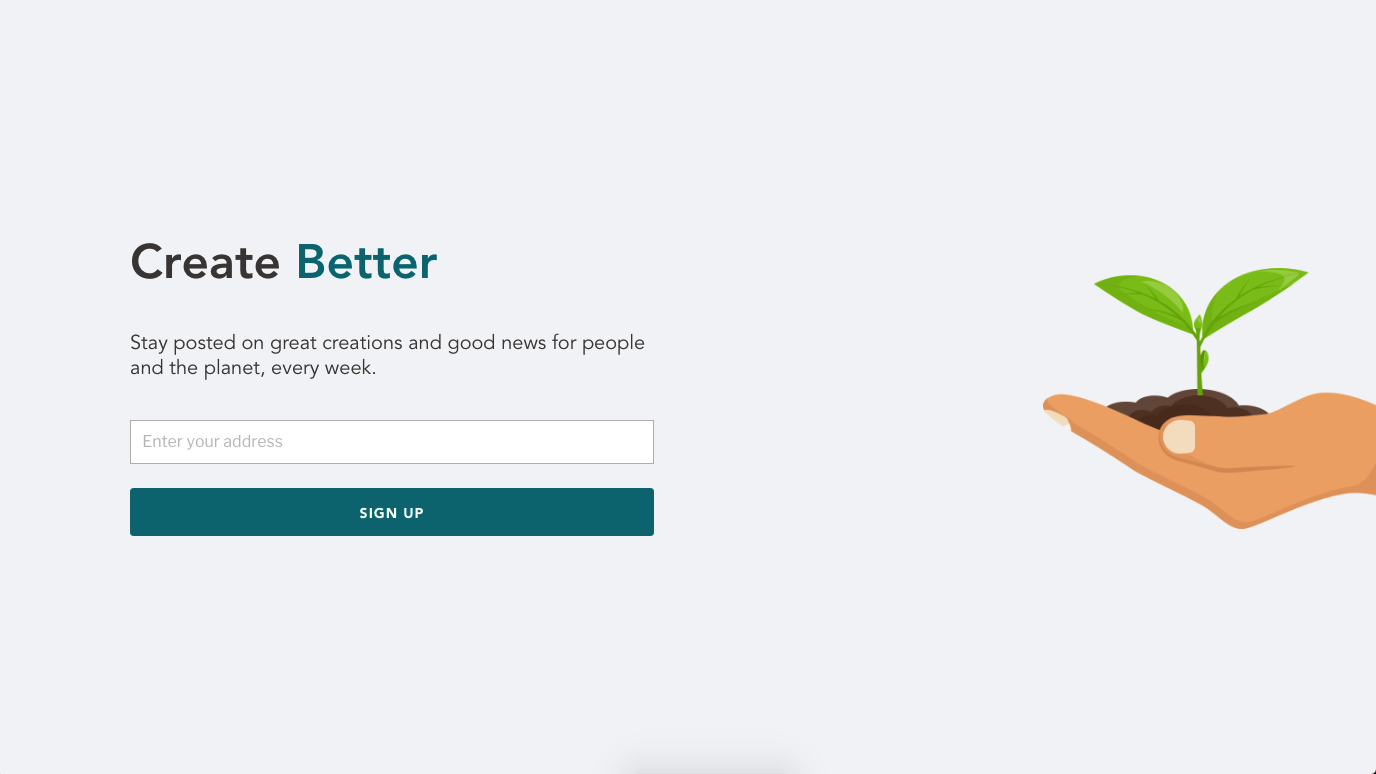 Create Better
Stay posted on great creations and good news for people
and the planet, every week.
Enter your address
SIGN UP